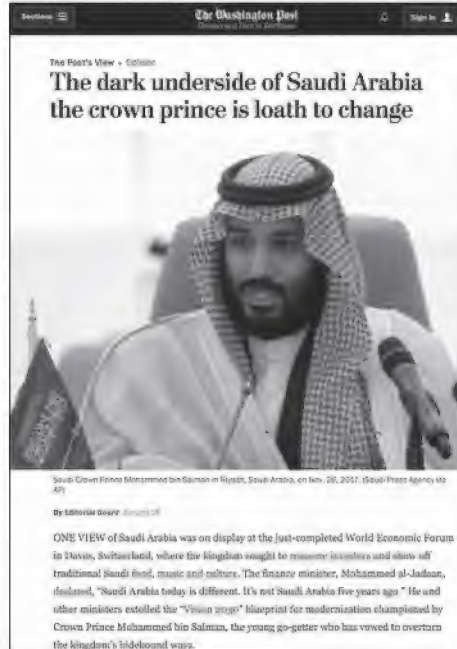 Sections
The Washington Post
Democracy Dies in Darkness
Sign In
The Post's View • Opinion
The dark underside of Saudi Arabia
the crown prince is loath to change
Saudi Crown Prince Mohammed bin Salman in Riyadh, Saudi Arabia, on Nov. 26, 2017. (Saudi Press Agency via
AP)
By Editorial Board January
ONE VIEW of Saudi Arabia was on display at the just-completed World Economic Forum
in Davos, Switzerland, where the kingdom sought to reassure investors and show off
traditional Saudi food, music and culture. The finance minister, Mohammed al-Jadaan,
declared, "Saudi Arabia today is different. It's not Saudi Arabia five years ago." He and
other ministers extolled the "Vision 2030" blueprint for modernization championed by
Crown Prince Mohammed bin Salman, the young go-getter who has vowed to overturn
the kingdom's hidebound ways.